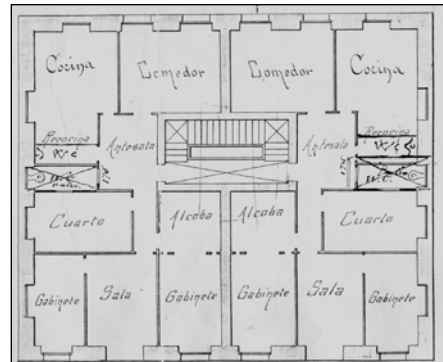 Cocina Comedor Comedor Cocina
Recocina Antesala Antesala Recocina
W/C W/C
Cuarto Alcoba Alcoba Cuarto
Gabinete Sala Gabinete Gabinete Sala Gabinete